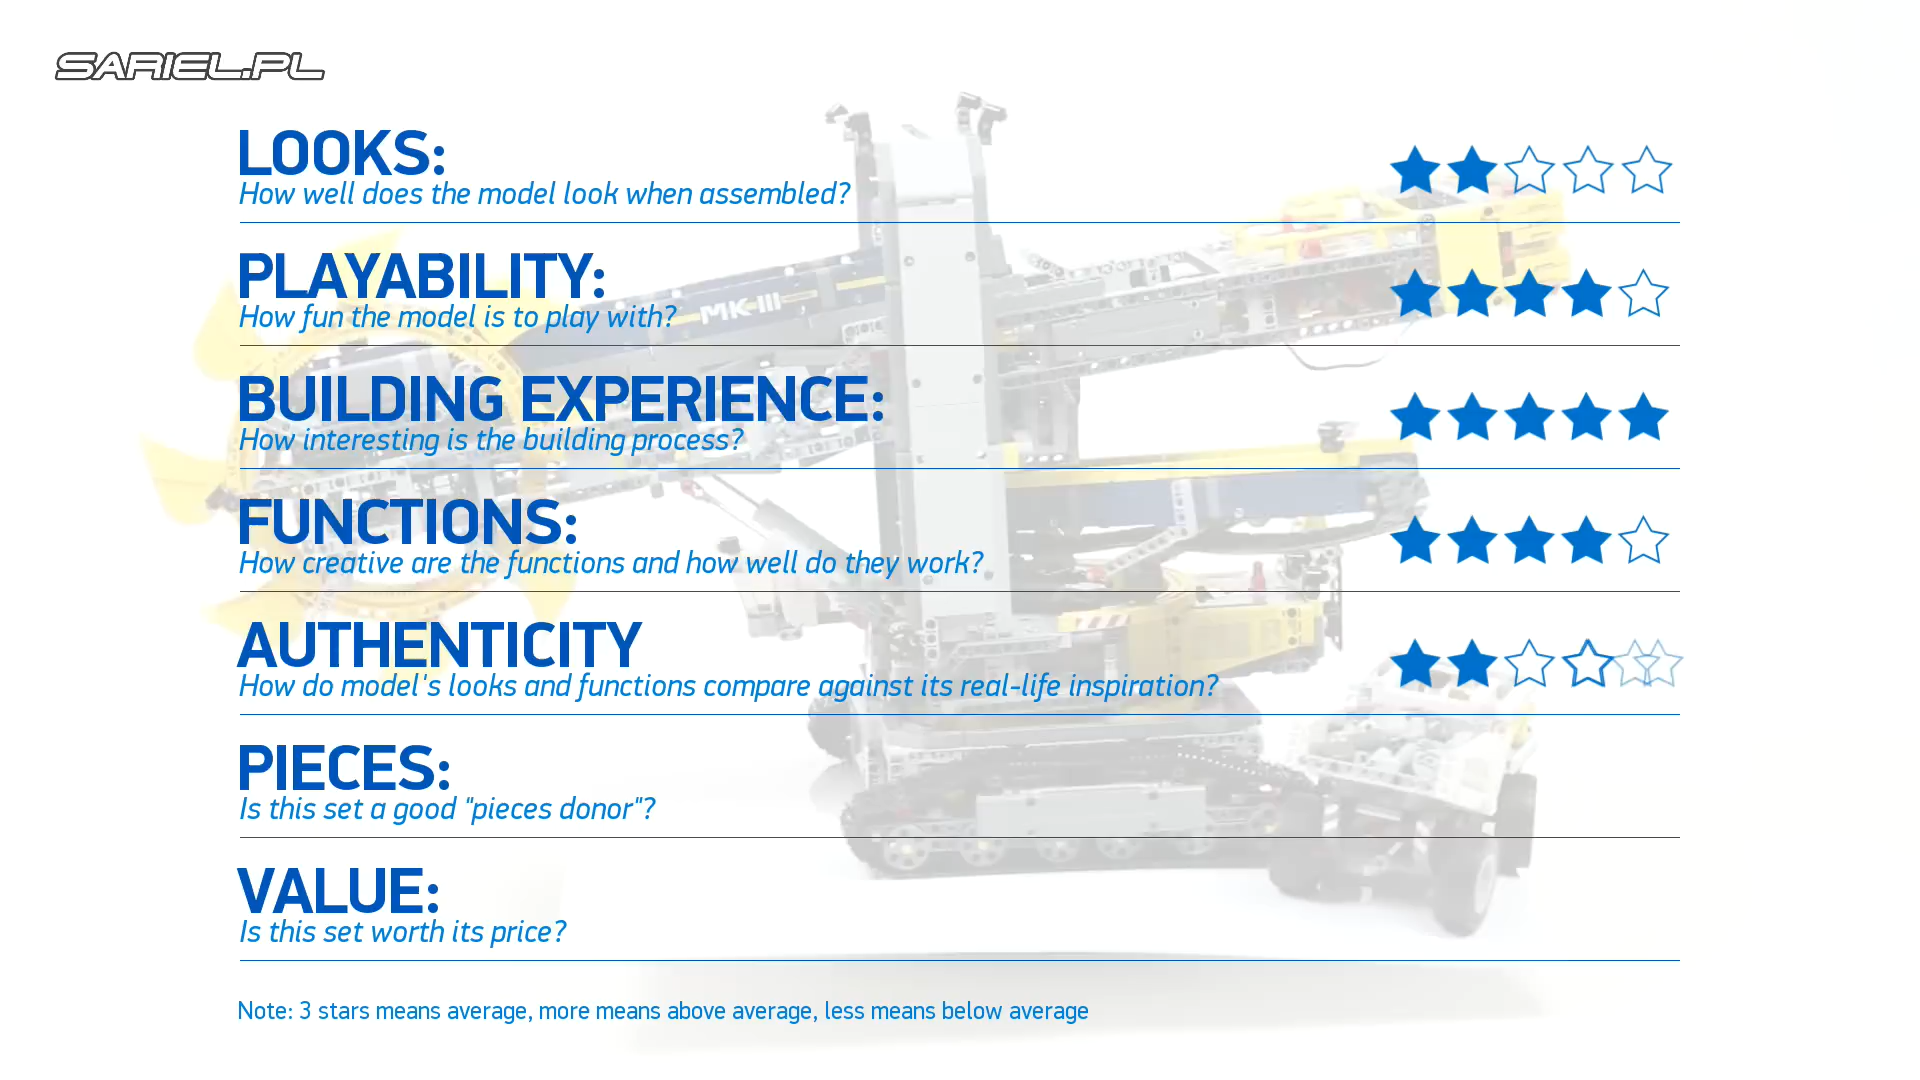 SARIEL.PL
LOOKS:
How well does the model look when assembled?
PLAYABILITY:
How fun the model is to play with?
MK-III
BUILDING EXPERIENCE:
How interesting is the building process?
FUNCTIONS:
How creative are the functions and how well do they work?
AUTHENTICITY
How do model's looks and functions compare against its real-life inspiration?
PIECES:
Is this set a good "pieces donor"?
VALUE:
Is this set worth its price?
Note: 3 stars means average, more means above average, less means below average